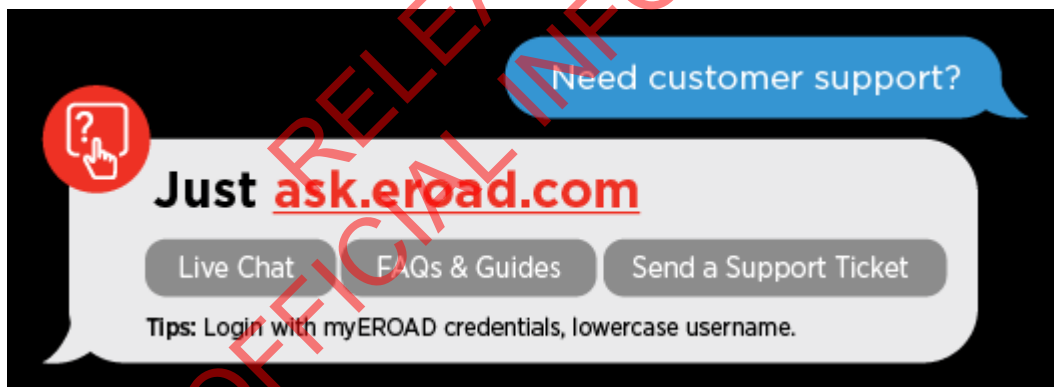 Need customer support?
?
Just ask.eroad.com
Live Chat FAQs & Guides Send a Support Ticket
Tips: Login with myEROAD credentials, lowercase username.
OFFICIAL INFO